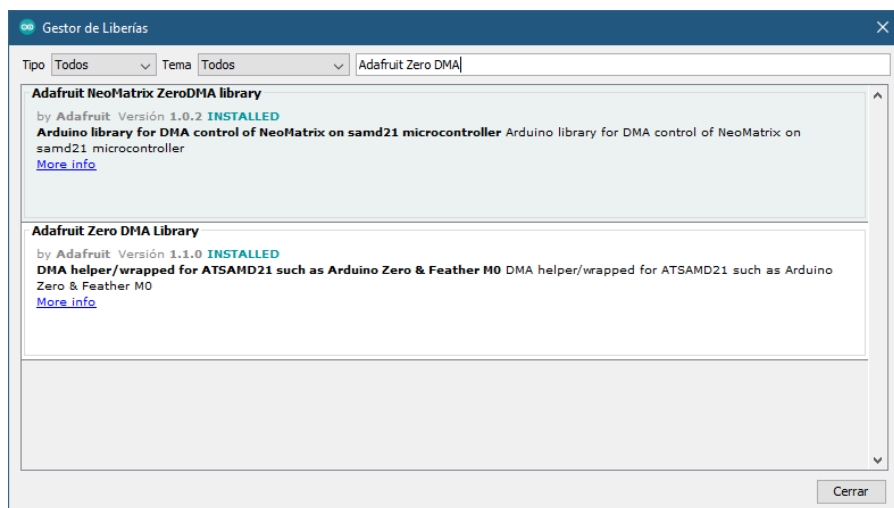 Gestor de Liberías
Tipo Todos Tema Todos Adafruit Zero DMA
Adafruit NeoMatrix ZeroDMA library
by Adafruit Versión 1.0.2 INSTALLED
Arduino library for DMA control of NeoMatrix on samd21 microcontroller Arduino library for DMA control of NeoMatrix on
samd21 microcontroller
More info
Adafruit Zero DMA Library
by Adafruit Versión 1.1.0 INSTALLED
DMA helper/wrapped for ATSAMD21 such as Arduino Zero & Feather M0 DMA helper/wrapped for ATSAMD21 such as Arduino
Zero & Feather M0
More info
Cerrar